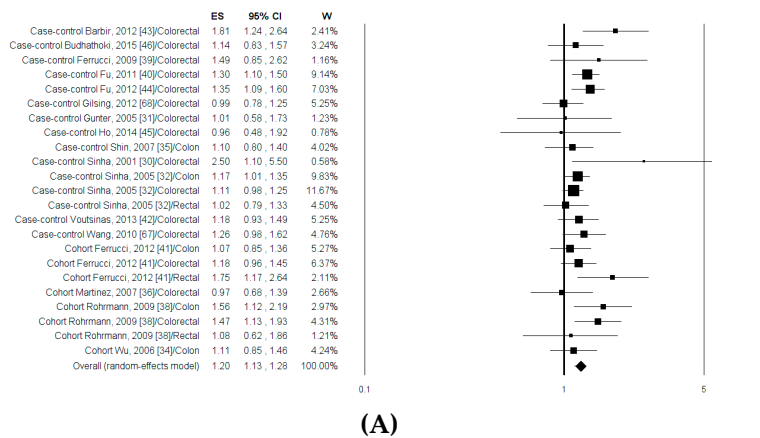 ES 95% CI W
Case-control Barbir, 2012 [43]/Colorectal 1.81 1.24 , 2.64 2.41%
Case-control Budhathoki, 2015 [46]/Colorectal 1.14 0.83 , 1.57 3.24%
Case-control Ferrucci, 2009 [39]/Colorectal 1.49 0.85 , 2.62 1.16%
Case-control Fu, 2011 [40]/Colorectal 1.30 1.10 , 1.50 9.14%
Case-control Fu, 2012 [44]/Colorectal 1.35 1.09 , 1.60 7.03%
Case-control Gilsing, 2012 [68]/Colorectal 0.99 0.78 , 1.25 5.25%
Case-control Gunter, 2005 [31]/Colorectal 1.01 0.58 , 1.73 1.23%
Case-control Ho, 2014 [45]/Colorectal 0.96 0.48 , 1.92 0.78%
Case-control Shin, 2007 [35]/Colon 1.10 0.80 , 1.40 4.02%
Case-control Sinha, 2001 [30]/Colorectal 2.50 1.10 , 5.50 0.58%
Case-control Sinha, 2005 [32]/Colon 1.17 1.01 , 1.35 9.83%
Case-control Sinha, 2005 [32]/Colorectal 1.11 0.98 , 1.25 11.67%
Case-control Sinha, 2005 [32]/Rectal 1.02 0.79 , 1.33 4.50%
Case-control Voutsinas, 2013 [42]/Colorectal 1.18 0.93 , 1.49 5.25%
Case-control Wang, 2010 [67]/Colorectal 1.26 0.98 , 1.62 4.76%
Cohort Ferrucci, 2012 [41]/Colon 1.07 0.85 , 1.36 5.27%
Cohort Ferrucci, 2012 [41]/Colorectal 1.18 0.96 , 1.45 6.37%
Cohort Ferrucci, 2012 [41]/Rectal 1.75 1.17 , 2.64 2.11%
Cohort Martinez, 2007 [36]/Colorectal 0.97 0.68 , 1.39 2.66%
Cohort Rohrmann, 2009 [38]/Colon 1.56 1.12 , 2.19 2.97%
Cohort Rohrmann, 2009 [38]/Colorectal 1.47 1.13 , 1.93 4.31%
Cohort Rohrmann, 2009 [38]/Rectal 1.08 0.62 , 1.86 1.21%
Cohort Wu, 2006 [34]/Colon 1.11 0.85 , 1.46 4.24%
Overall (random-effects model) 1.20 1.13 , 1.28 100.00%
0.1 1 5
(A)